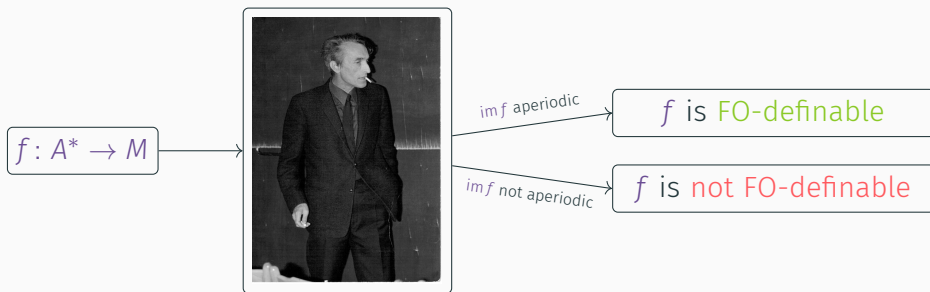 f : A* → M
im f aperiodic
f is FO-definable
im f not aperiodic
f is not FO-definable